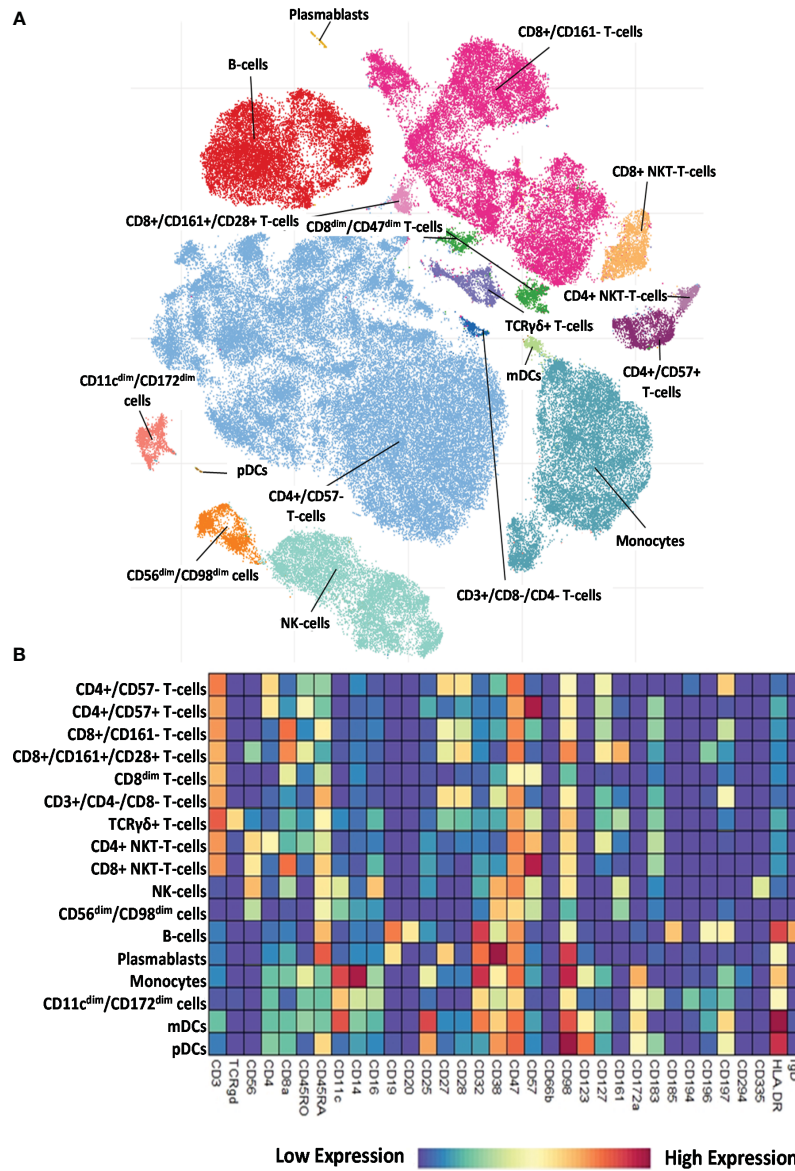 A
Plasmablasts
CD8+/CD161- T-cells
B-cells
CD8+ NKT-T-cells
CD8+/CD161+/CD28+ T-cells
CD8dim/CD47dim T-cells
CD4+ NKT-T-cells
TCRγδ+ T-cells
mDCs
CD4+/CD57+
T-cells
CD11cdim/CD172dim
cells
pDCs
CD4+/CD57-
T-cells
Monocytes
CD56dim/CD98dim cells
CD3+/CD8-/CD4- T-cells
NK-cells
B
CD4+/CD57- T-cells
CD4+/CD57+ T-cells
CD8+/CD161- T-cells
CD8+/CD161+/CD28+ T-cells
CD8dim T-cells
CD3+/CD4-/CD8- T-cells
TCRγδ+ T-cells
CD4+ NKT-T-cells
CD8+ NKT-T-cells
NK-cells
CD56dim/CD98dim cells
B-cells
Plasmablasts
Monocytes
CD11cdim/CD172dim cells
mDCs
pDCs
CD3
TCRgd
CD56
CD4
CD8a
CD45RO
CD45RA
CD11c
CD14
CD16
CD19
CD20
CD25
CD27
CD28
CD32
CD38
CD47
CD57
CD66b
CD98
CD123
CD127
CD161
CD172a
CD183
CD185
CD194
CD196
CD197
CD294
CD335
HLA.DR
IgD
Low Expression
High Expression